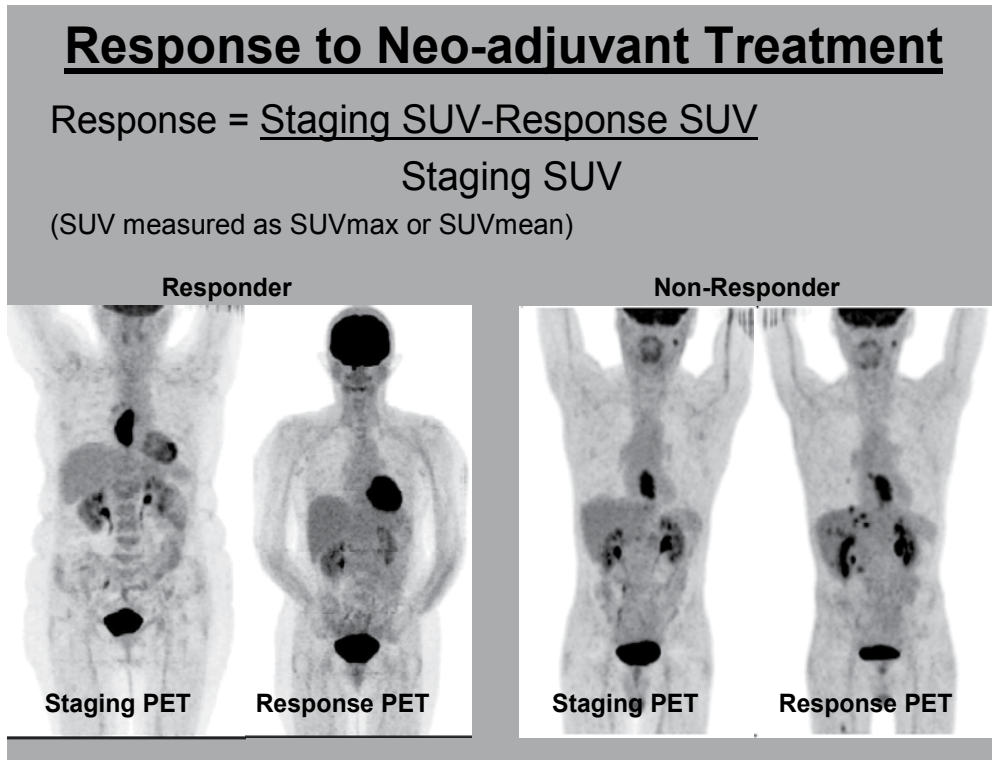 Response to Neo-adjuvant Treatment
Response = Staging SUV-Response SUV
Staging SUV
(SUV measured as SUVmax or SUVmean)
Responder
Non-Responder
Staging PET
Response PET
Staging PET
Response PET